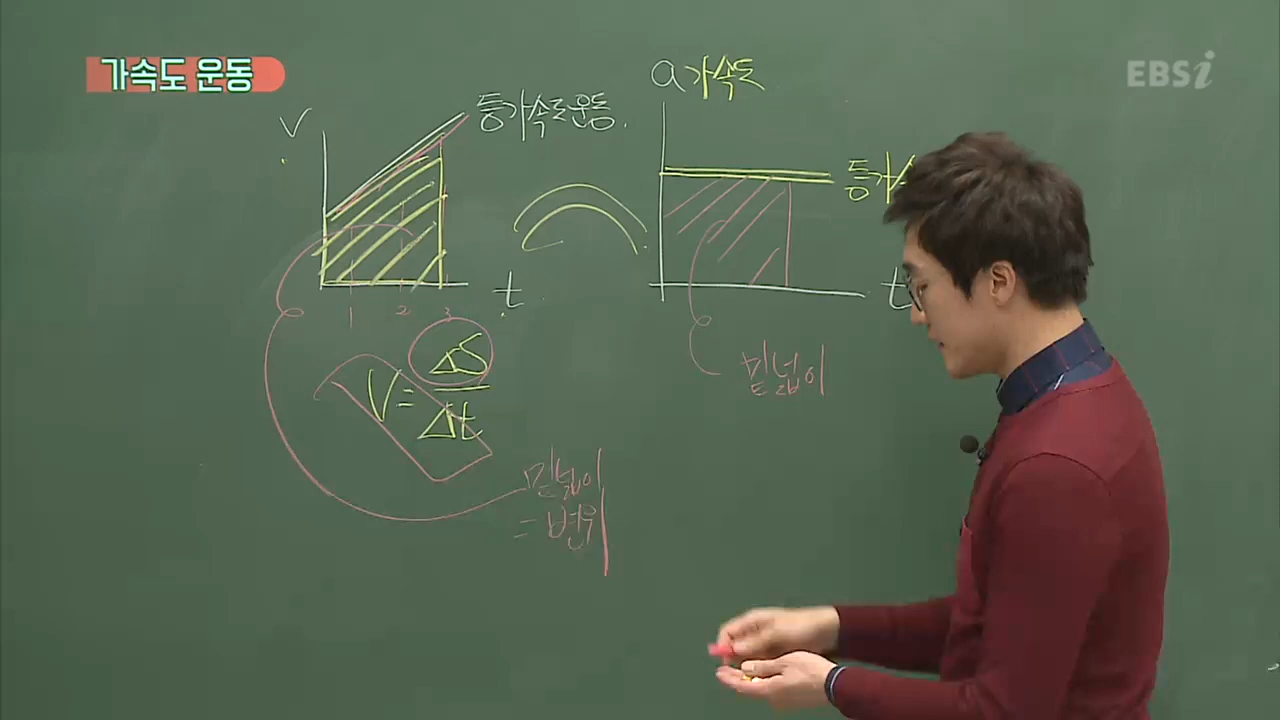 가속도 운동
EBSi
a 가속도
V
등가속도운동.
등가
t
1 2 3
t
V = ΔS / Δt
밑넓이
밑넓이
= 변위